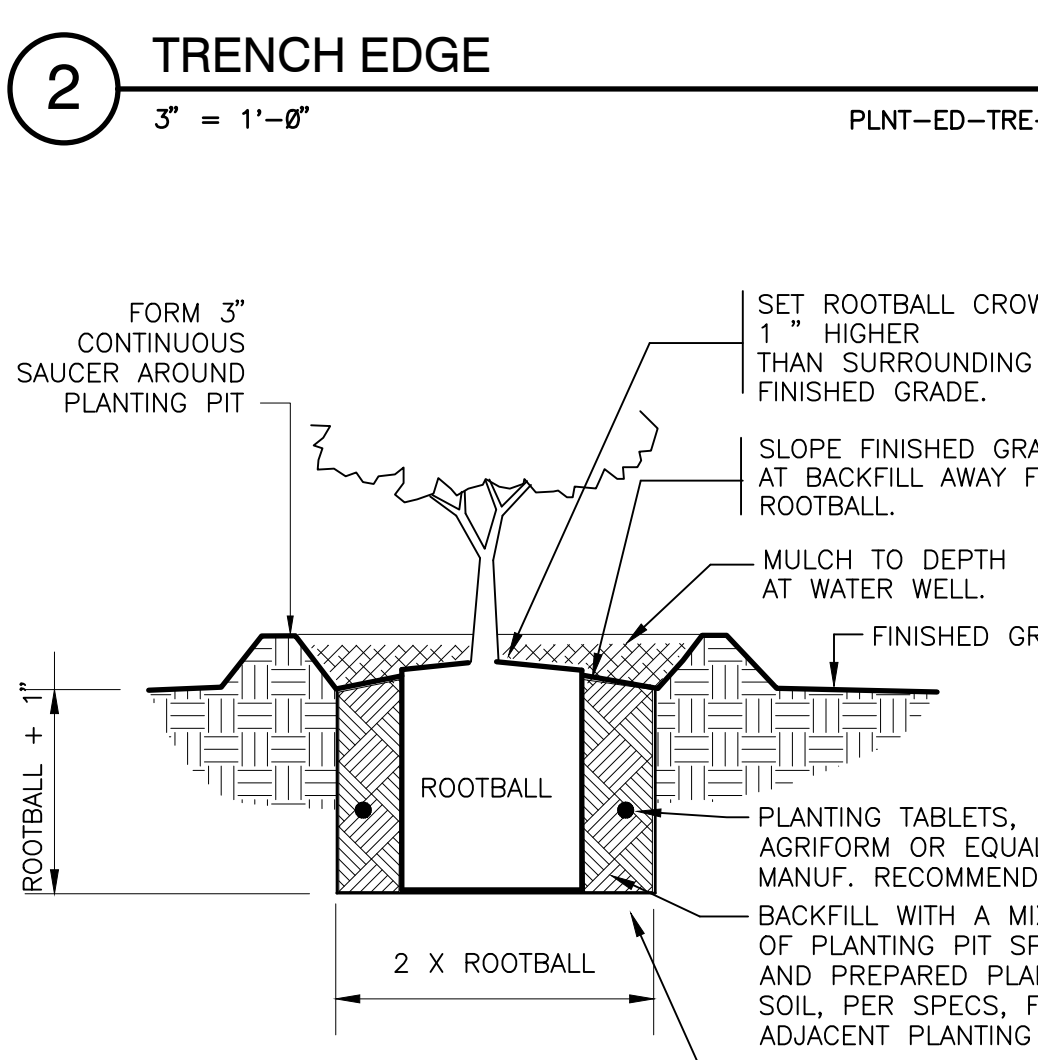 2
TRENCH EDGE
3" = 1'-0"
PLNT-ED-TRE-
FORM 3"
CONTINUOUS
SAUCER AROUND
PLANTING PIT
SET ROOTBALL CROW
1 " HIGHER
THAN SURROUNDING
FINISHED GRADE.
SLOPE FINISHED GRA
AT BACKFILL AWAY F
ROOTBALL.
MULCH TO DEPTH
AT WATER WELL.
FINISHED GR
ROOTBALL + 1"
ROOTBALL
2 X ROOTBALL
PLANTING TABLETS,
AGRIFORM OR EQUAL
MANUF. RECOMMEND
BACKFILL WITH A MIX
OF PLANTING PIT SP
AND PREPARED PLAN
SOIL, PER SPECS, F
ADJACENT PLANTING